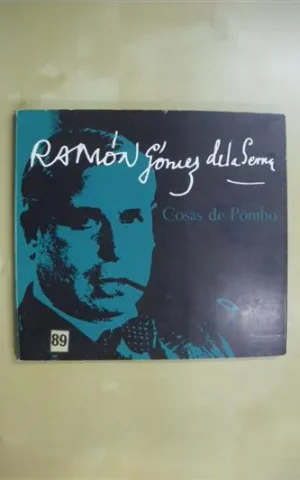 RAMÓN Gómez de la Serna
Cosas de Pombo
89